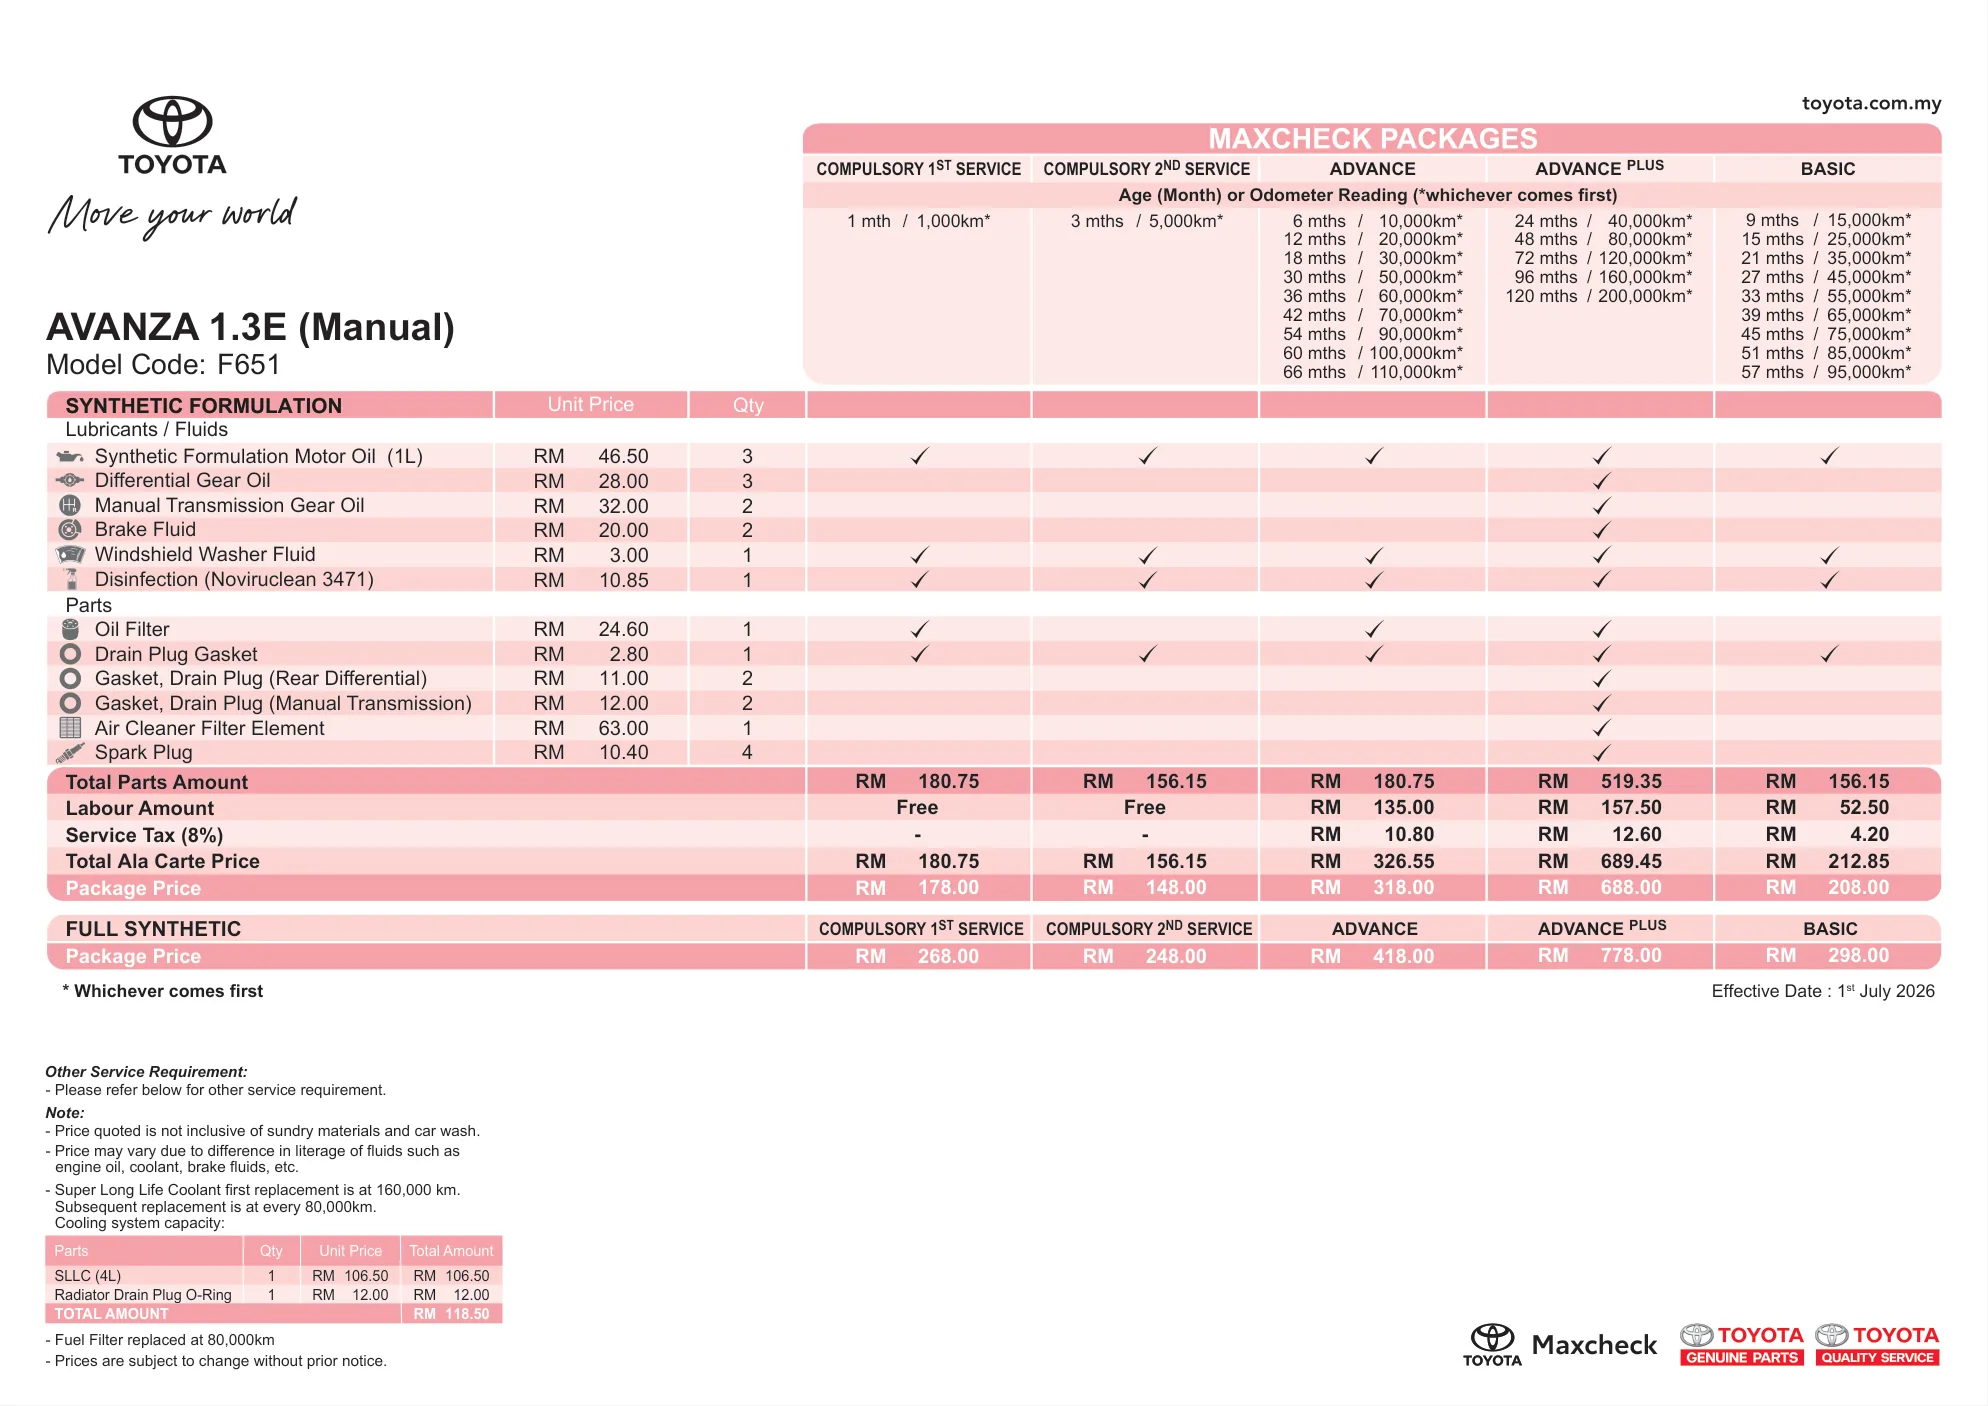 TOYOTA
Move your world
toyota.com.my
MAXCHECK PACKAGES
COMPULSORY 1ST SERVICE COMPULSORY 2ND SERVICE ADVANCE ADVANCE PLUS BASIC
Age (Month) or Odometer Reading (*whichever comes first)
1 mth / 1,000km* 3 mths / 5,000km* 6 mths / 10,000km* 24 mths / 40,000km* 9 mths / 15,000km*
12 mths / 20,000km* 48 mths / 80,000km* 15 mths / 25,000km*
18 mths / 30,000km* 72 mths / 120,000km* 21 mths / 35,000km*
30 mths / 50,000km* 96 mths / 160,000km* 27 mths / 45,000km*
36 mths / 60,000km* 120 mths / 200,000km* 33 mths / 55,000km*
42 mths / 70,000km* 39 mths / 65,000km*
54 mths / 90,000km* 45 mths / 75,000km*
60 mths / 100,000km* 51 mths / 85,000km*
66 mths / 110,000km* 57 mths / 95,000km*
AVANZA 1.3E (Manual)
Model Code: F651
SYNTHETIC FORMULATION Unit Price Qty
Lubricants / Fluids
Synthetic Formulation Motor Oil (1L) RM 46.50 3 ✓ ✓ ✓ ✓ ✓
Differential Gear Oil RM 28.00 3 ✓
Manual Transmission Gear Oil RM 32.00 2 ✓
Brake Fluid RM 20.00 2 ✓
Windshield Washer Fluid RM 3.00 1 ✓ ✓ ✓ ✓ ✓
Disinfection (Noviruclean 3471) RM 10.85 1 ✓ ✓ ✓ ✓ ✓
Parts
Oil Filter RM 24.60 1 ✓ ✓ ✓
Drain Plug Gasket RM 2.80 1 ✓ ✓ ✓ ✓ ✓
Gasket, Drain Plug (Rear Differential) RM 11.00 2 ✓
Gasket, Drain Plug (Manual Transmission) RM 12.00 2 ✓
Air Cleaner Filter Element RM 63.00 1 ✓
Spark Plug RM 10.40 4 ✓
Total Parts Amount RM 180.75 RM 156.15 RM 180.75 RM 519.35 RM 156.15
Labour Amount Free Free RM 135.00 RM 157.50 RM 52.50
Service Tax (8%) - - RM 10.80 RM 12.60 RM 4.20
Total Ala Carte Price RM 180.75 RM 156.15 RM 326.55 RM 689.45 RM 212.85
Package Price RM 178.00 RM 148.00 RM 318.00 RM 688.00 RM 208.00
FULL SYNTHETIC COMPULSORY 1ST SERVICE COMPULSORY 2ND SERVICE ADVANCE ADVANCE PLUS BASIC
Package Price RM 268.00 RM 248.00 RM 418.00 RM 778.00 RM 298.00
* Whichever comes first
Effective Date : 1st July 2026
Other Service Requirement:
- Please refer below for other service requirement.
Note:
- Price quoted is not inclusive of sundry materials and car wash.
- Price may vary due to difference in literage of fluids such as
engine oil, coolant, brake fluids, etc.
- Super Long Life Coolant first replacement is at 160,000 km.
Subsequent replacement is at every 80,000km.
Cooling system capacity:
Parts Qty Unit Price Total Amount
SLLC (4L) 1 RM 106.50 RM 106.50
Radiator Drain Plug O-Ring 1 RM 12.00 RM 12.00
TOTAL AMOUNT RM 118.50
- Fuel Filter replaced at 80,000km
- Prices are subject to change without prior notice.
TOYOTA Maxcheck
TOYOTA GENUINE PARTS
TOYOTA QUALITY SERVICE